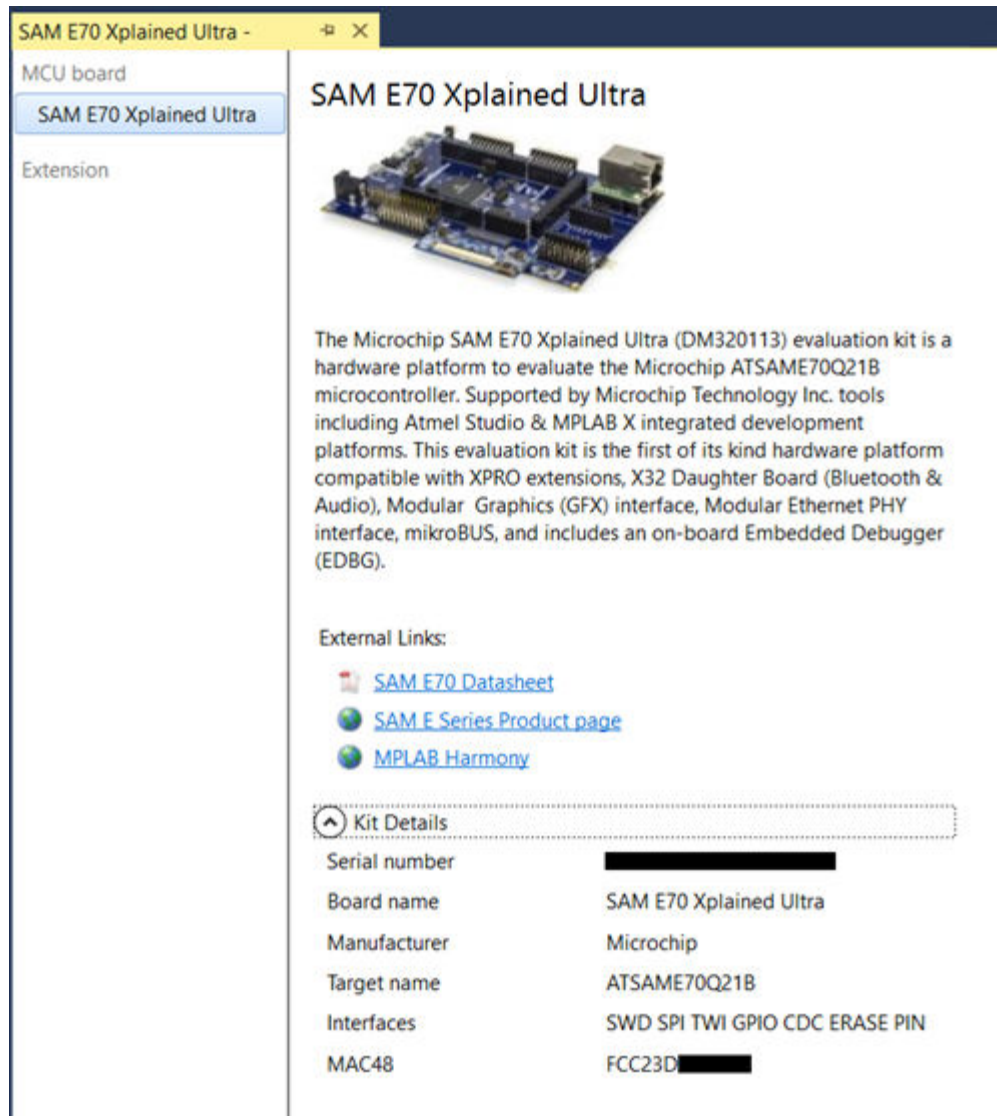 SAM E70 Xplained Ultra -
MCU board
SAM E70 Xplained Ultra
Extension
SAM E70 Xplained Ultra
The Microchip SAM E70 Xplained Ultra (DM320113) evaluation kit is a
hardware platform to evaluate the Microchip ATSAME70Q21B
microcontroller. Supported by Microchip Technology Inc. tools
including Atmel Studio & MPLAB X integrated development
platforms. This evaluation kit is the first of its kind hardware platform
compatible with XPRO extensions, X32 Daughter Board (Bluetooth &
Audio), Modular Graphics (GFX) interface, Modular Ethernet PHY
interface, mikroBUS, and includes an on-board Embedded Debugger
(EDBG).
External Links:
SAM E70 Datasheet
SAM E Series Product page
MPLAB Harmony
Kit Details
Serial number
Board name SAM E70 Xplained Ultra
Manufacturer Microchip
Target name ATSAME70Q21B
Interfaces SWD SPI TWI GPIO CDC ERASE PIN
MAC48 FCC23D